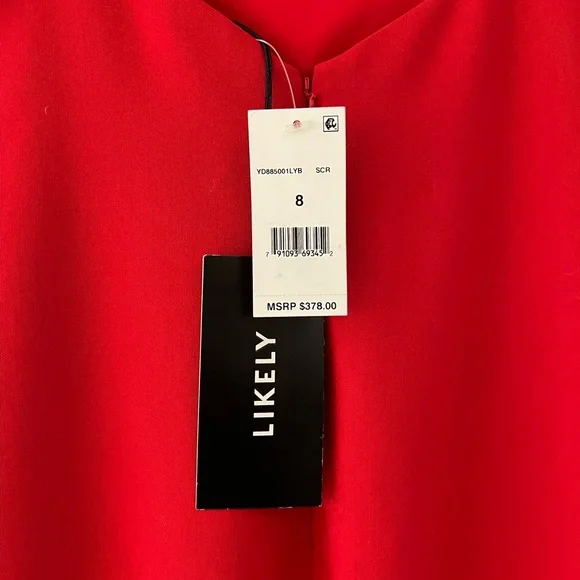 YD885001LYB SCR
8
7 91093 69345 2
MSRP $378.00
LIKELY